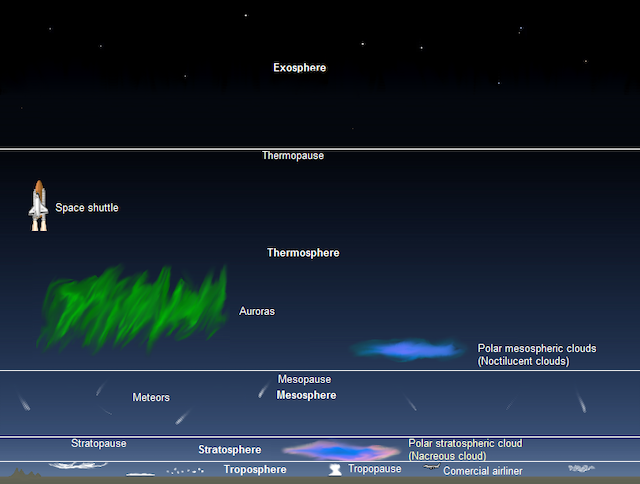 Exosphere
Thermopause
Space shuttle
Thermosphere
Auroras
Polar mesospheric clouds
(Noctilucent clouds)
Mesopause
Meteors
Mesosphere
Stratopause
Polar stratospheric cloud
Stratosphere
(Nacreous cloud)
Troposphere
Tropopause
Comercial airliner